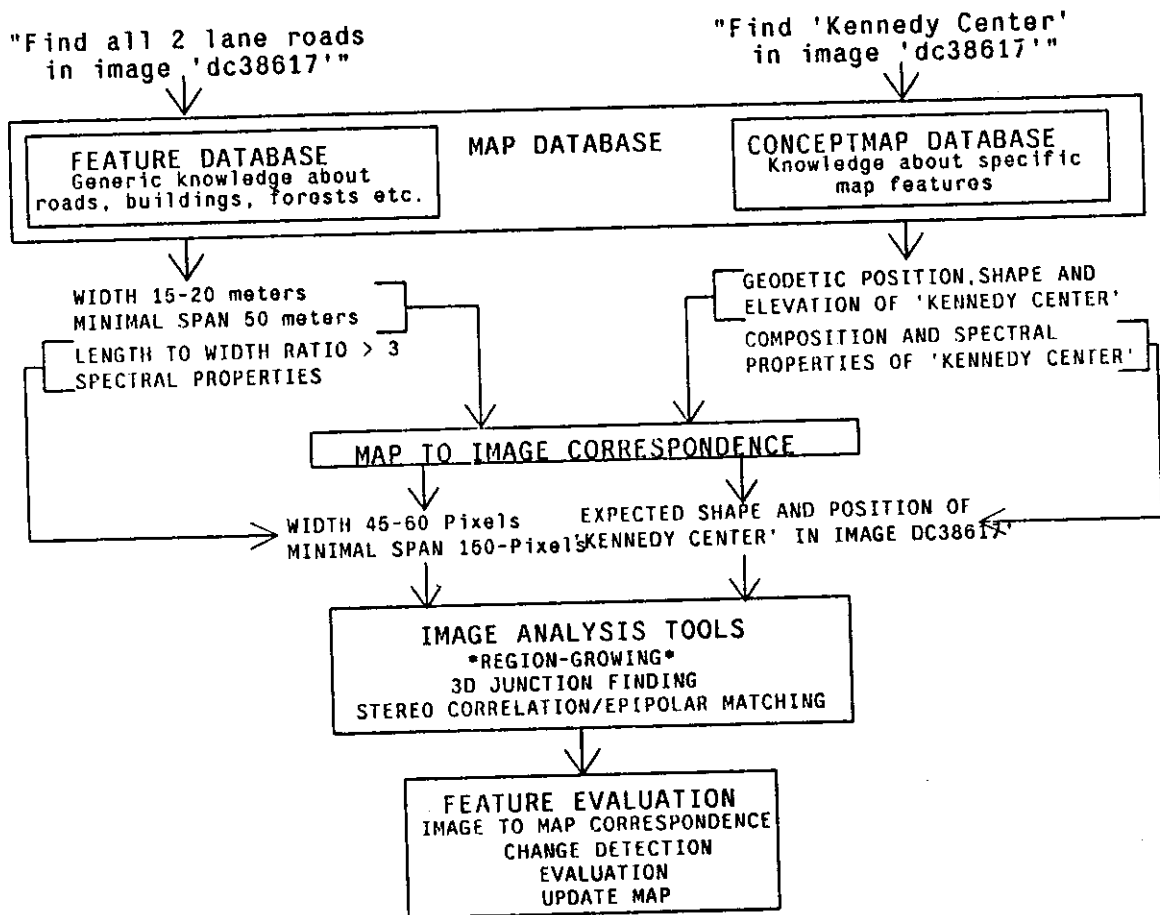 "Find all 2 lane roads
in image 'dc38617'"
"Find 'Kennedy Center'
in image 'dc38617'"
MAP DATABASE
FEATURE DATABASE
Generic knowledge about
roads, buildings, forests etc.
CONCEPTMAP DATABASE
Knowledge about specific
map features
WIDTH 15-20 meters
MINIMAL SPAN 50 meters
LENGTH TO WIDTH RATIO > 3
SPECTRAL PROPERTIES
GEODETIC POSITION, SHAPE AND
ELEVATION OF 'KENNEDY CENTER'
COMPOSITION AND SPECTRAL
PROPERTIES OF 'KENNEDY CENTER'
MAP TO IMAGE CORRESPONDENCE
WIDTH 45-60 Pixels
MINIMAL SPAN 150-Pixels
EXPECTED SHAPE AND POSITION OF
'KENNEDY CENTER' IN IMAGE DC38617'
IMAGE ANALYSIS TOOLS
*REGION-GROWING*
3D JUNCTION FINDING
STEREO CORRELATION/EPIPOLAR MATCHING
FEATURE EVALUATION
IMAGE TO MAP CORRESPONDENCE
CHANGE DETECTION
EVALUATION
UPDATE MAP